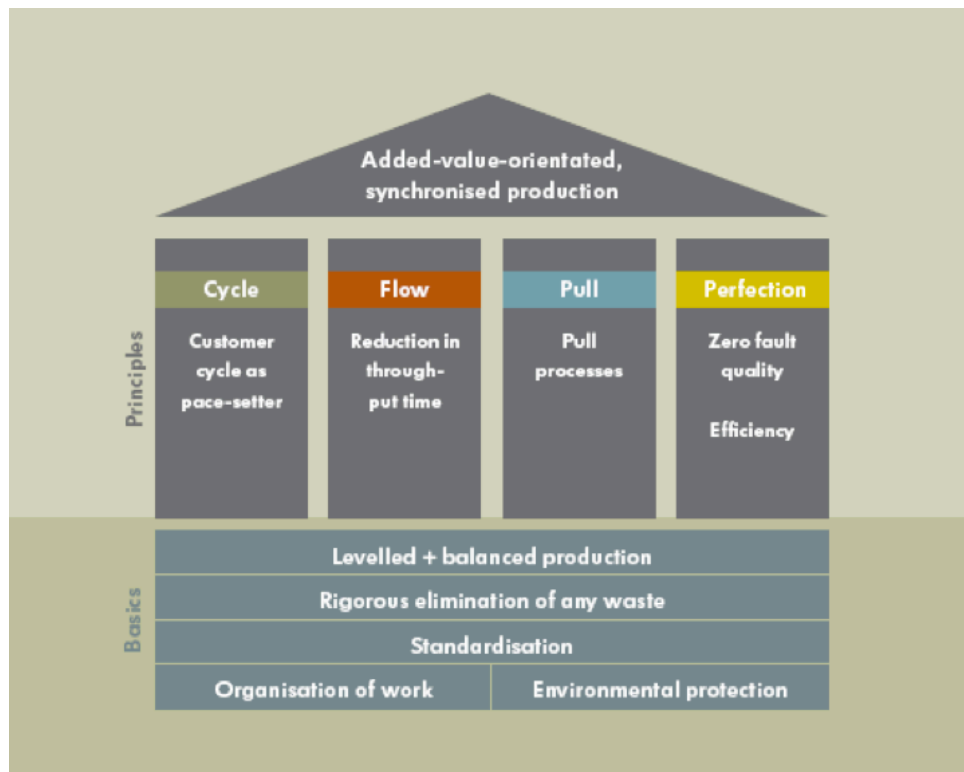 Added-value-orientated,
synchronised production
Principles
Cycle
Customer
cycle as
pace-setter
Flow
Reduction in
through-
put time
Pull
Pull
processes
Perfection
Zero fault
quality
Efficiency
Basics
Levelled + balanced production
Rigorous elimination of any waste
Standardisation
Organisation of work
Environmental protection